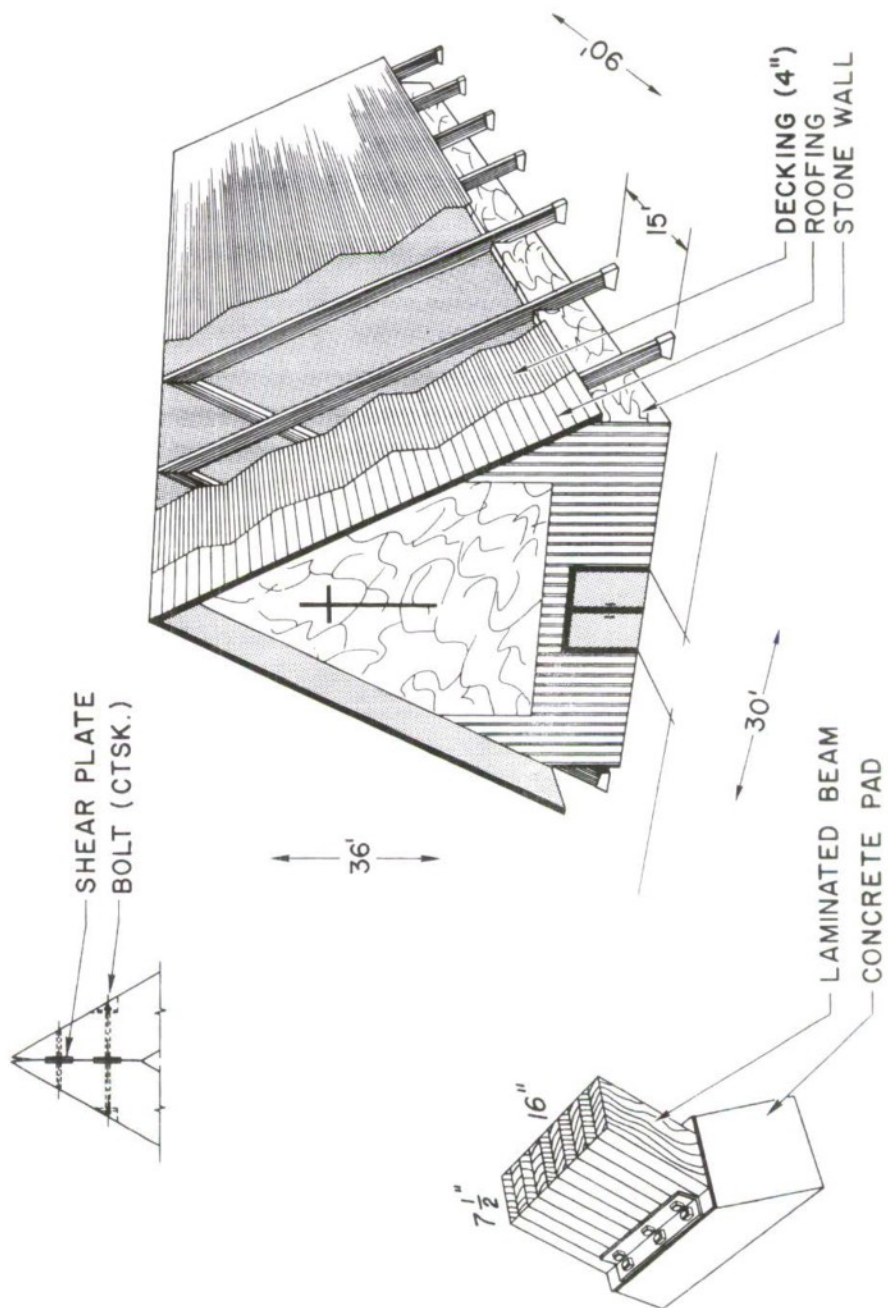 SHEAR PLATE
BOLT (CTSK.)
36'
90'
15'
30'
DECKING (4")
ROOFING
STONE WALL
7 1/2"
16"
LAMINATED BEAM
CONCRETE PAD